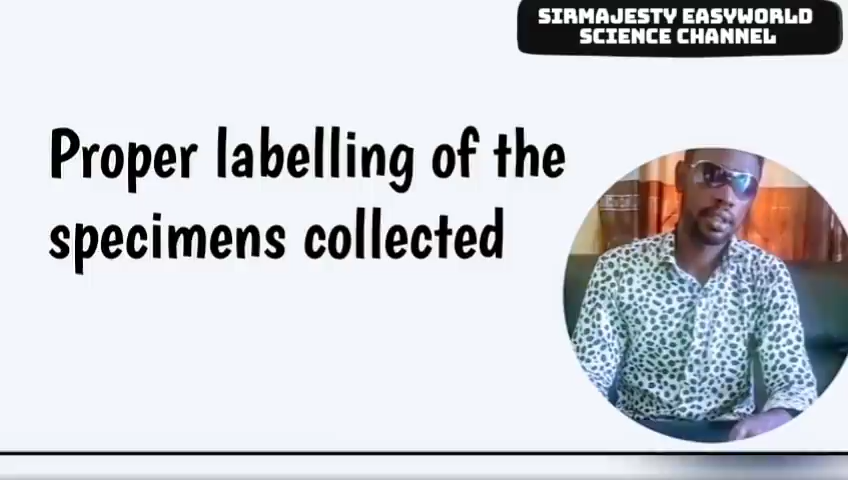 SIRMAJESTY EASYWORLD
SCIENCE CHANNEL
Proper labelling of the
specimens collected